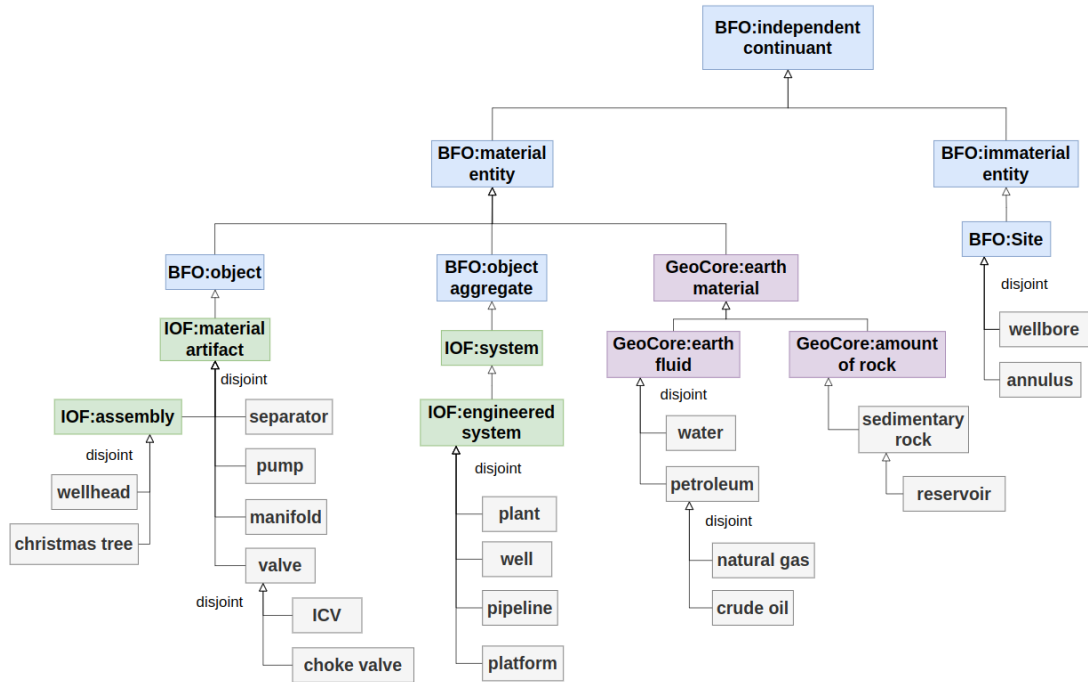 BFO:independent
continuant
BFO:material
entity
BFO:immaterial
entity
BFO:object
BFO:object
aggregate
GeoCore:earth
material
BFO:Site
disjoint
IOF:material
artifact
IOF:system
GeoCore:earth
fluid
GeoCore:amount
of rock
wellbore
annulus
disjoint
disjoint
IOF:assembly
separator
IOF:engineered
system
water
sedimentary
rock
disjoint
disjoint
wellhead
pump
petroleum
reservoir
christmas tree
manifold
plant
disjoint
valve
well
natural gas
disjoint
ICV
pipeline
crude oil
choke valve
platform